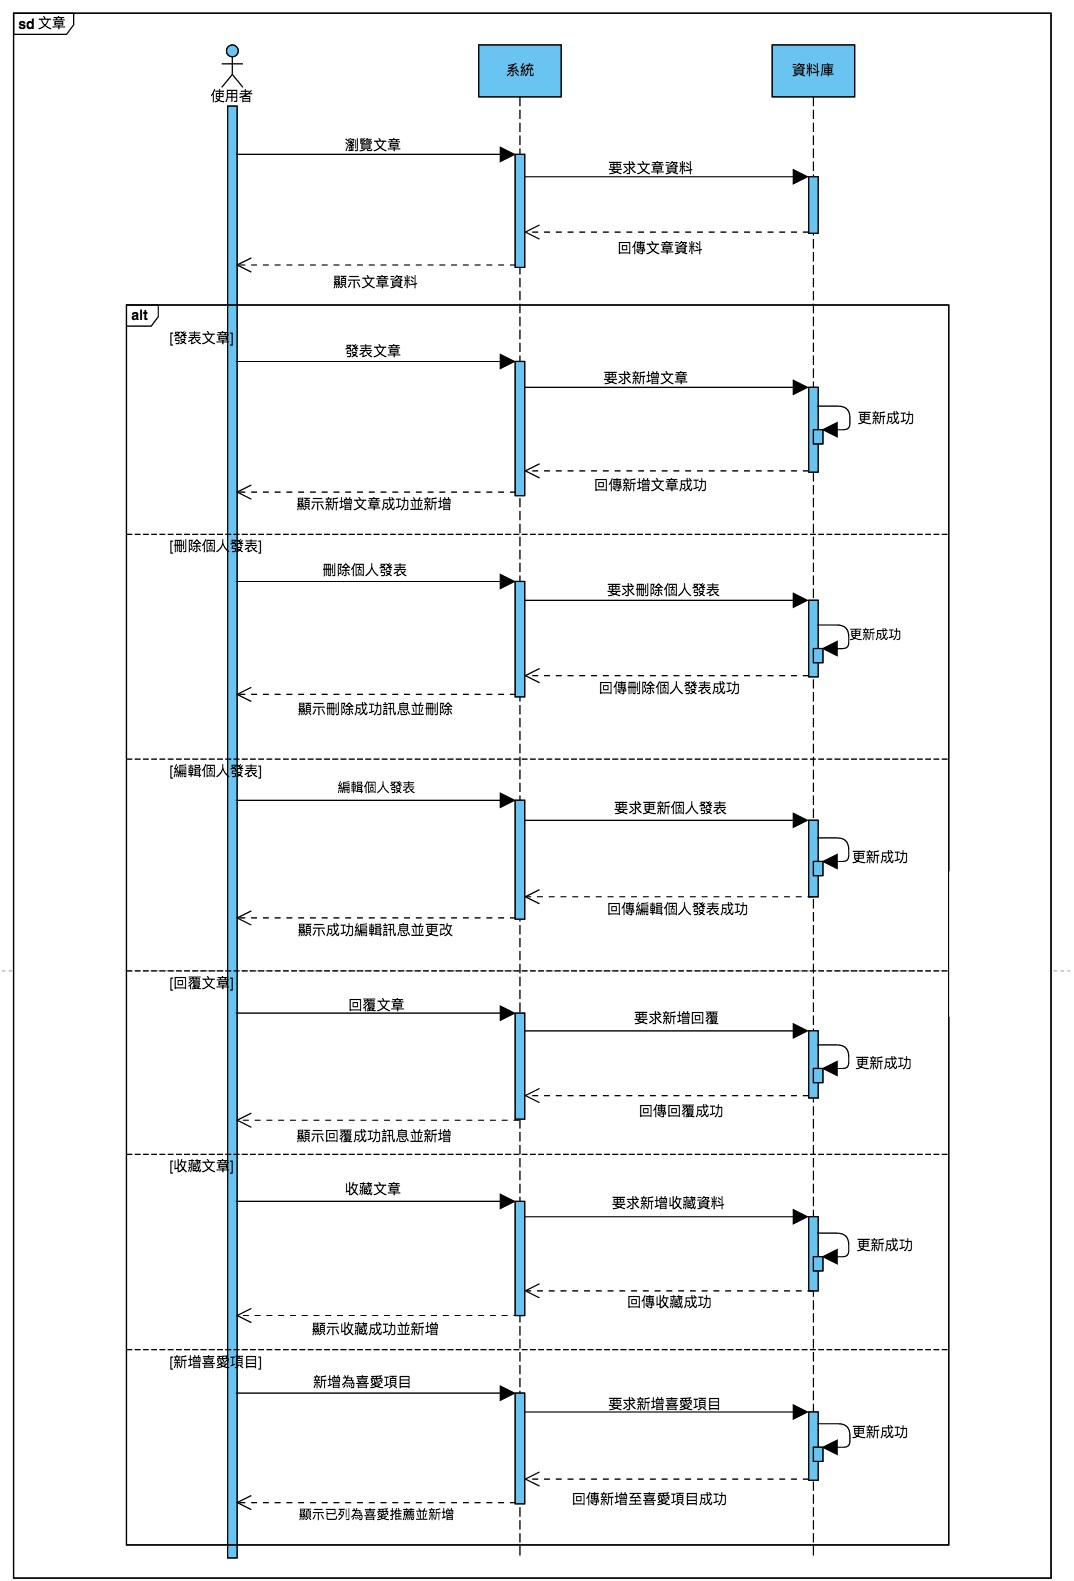 sd 文章
使用者
系統
資料庫
瀏覽文章
要求文章資料
回傳文章資料
顯示文章資料
alt
[發表文章]
發表文章
要求新增文章
更新成功
回傳新增文章成功
顯示新增文章成功並新增
[刪除個人發表]
刪除個人發表
要求刪除個人發表
更新成功
回傳刪除個人發表成功
顯示刪除成功訊息並刪除
[編輯個人發表]
編輯個人發表
要求更新個人發表
更新成功
回傳編輯個人發表成功
顯示成功編輯訊息並更改
[回覆文章]
回覆文章
要求新增回覆
更新成功
回傳回覆成功
顯示回覆成功訊息並新增
[收藏文章]
收藏文章
要求新增收藏資料
更新成功
回傳收藏成功
顯示收藏成功並新增
[新增喜愛項目]
新增為喜愛項目
要求新增喜愛項目
更新成功
回傳新增至喜愛項目成功
顯示已列為喜愛推薦並新增